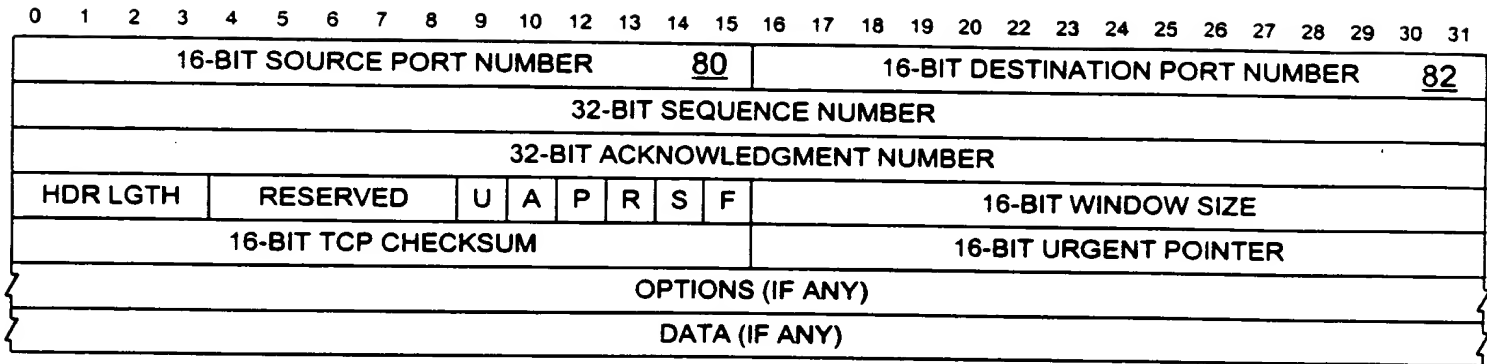 0 1 2 3 4 5 6 7 8 9 10 12 13 14 15 16 17 18 19 20 22 23 24 25 26 27 28 29 30 31
16-BIT SOURCE PORT NUMBER 80 16-BIT DESTINATION PORT NUMBER 82
32-BIT SEQUENCE NUMBER
32-BIT ACKNOWLEDGMENT NUMBER
HDR LGTH RESERVED U A P R S F 16-BIT WINDOW SIZE
16-BIT TCP CHECKSUM 16-BIT URGENT POINTER
OPTIONS (IF ANY)
DATA (IF ANY)